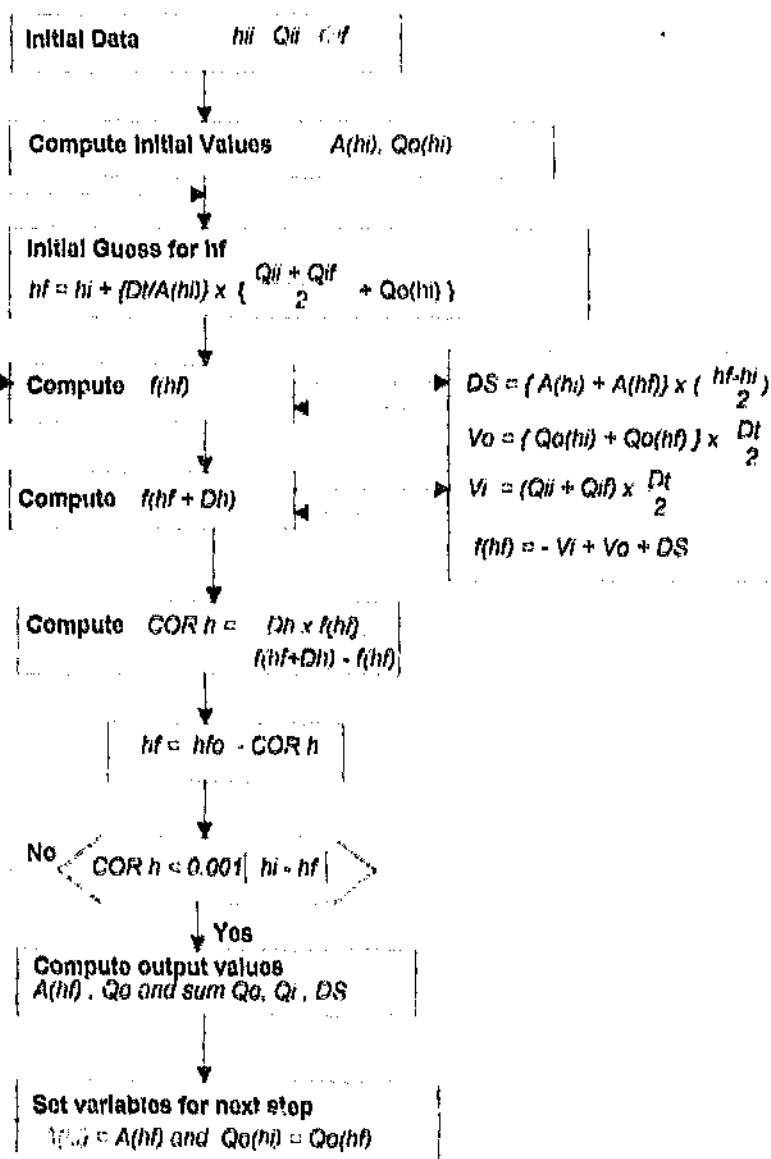 Initial Data hii Qii
Compute Initial Values A(hi), Qo(hi)
Initial Guess for hf
hf = hi + {Dt/A(hi)} x { Qii + Qif / 2 + Qo(hi) }
Compute f(hf)
DS = { A(hi) + A(hf)} x ( hf-hi / 2 )
Vo = { Qo(hi) + Qo(hf) } x Dt / 2
Compute f(hf + Dh)
Vi = (Qii + Qif) x Dt / 2
f(hf) = - Vi + Vo + DS
Compute COR h = Dh x f(hf)
f(hf+Dh) - f(hf)
hf = hfo - COR h
No
COR h < 0.001| hi - hf |
Yes
Compute output values
A(hf) , Qo and sum Qo, Qi , DS
Set variables for next step
= A(hf) and Qo(hi) = Qo(hf)